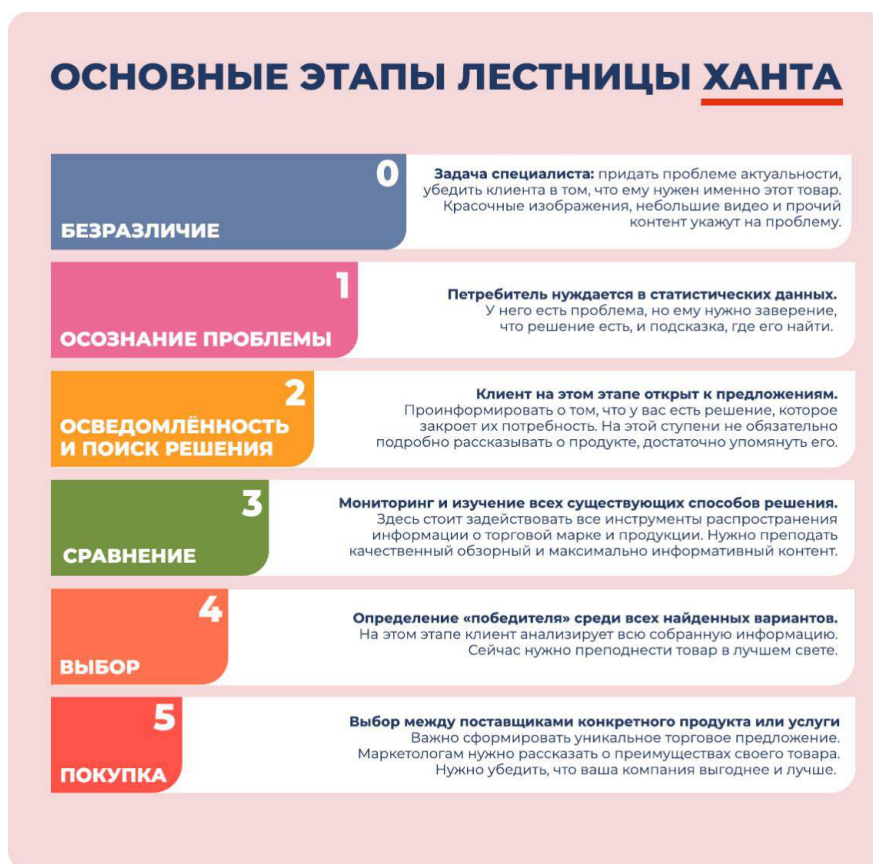 ОСНОВНЫЕ ЭТАПЫ ЛЕСТНИЦЫ ХАНТА
0
БЕЗРАЗЛИЧИЕ
Задача специалиста: придать проблеме актуальности,
убедить клиента в том, что ему нужен именно этот товар.
Красочные изображения, небольшие видео и прочий
контент укажут на проблему.
1
ОСОЗНАНИЕ ПРОБЛЕМЫ
Петребитель нуждается в статистических данных.
У него есть проблема, но ему нужно заверение,
что решение есть, и подсказка, где его найти.
2
ОСВЕДОМЛЁННОСТЬ
И ПОИСК РЕШЕНИЯ
Клиент на этом этапе открыт к предложениям.
Проинформировать о том, что у вас есть решение, которое
закроет их потребность. На этой ступени не обязательно
подробно рассказывать о продукте, достаточно упомянуть его.
3
СРАВНЕНИЕ
Мониторинг и изучение всех существующих способов решения.
Здесь стоит задействовать все инструменты распространения
информации о торговой марке и продукции. Нужно преподать
качественный обзорный и максимально информативный контент.
4
ВЫБОР
Определение «победителя» среди всех найденных вариантов.
На этом этапе клиент анализирует всю собранную информацию.
Сейчас нужно преподнести товар в лучшем свете.
5
ПОКУПКА
Выбор между поставщиками конкретного продукта или услуги
Важно сформировать уникальное торговое предложение.
Маркетологам нужно рассказать о преимуществах своего товара.
Нужно убедить, что ваша компания выгоднее и лучше.